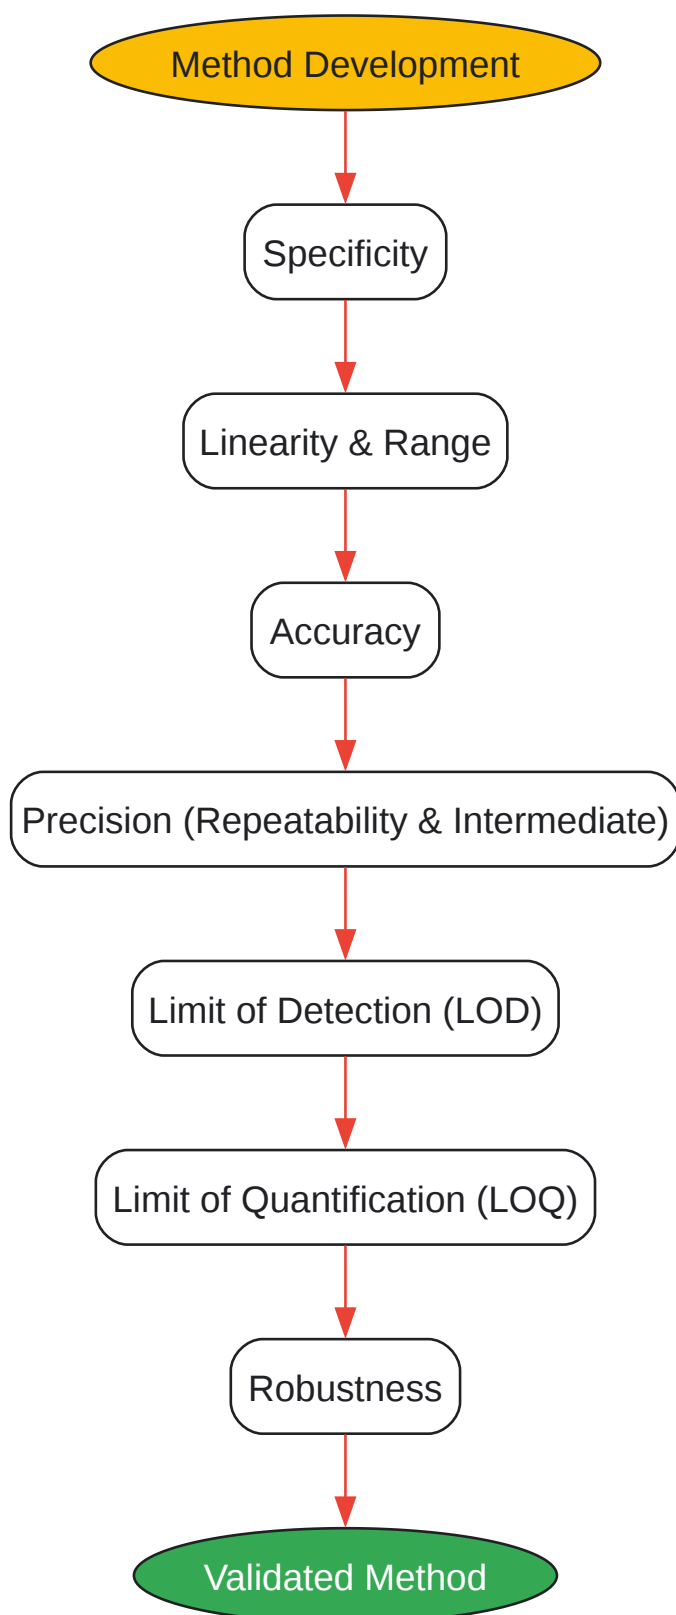 Method Development
Specificity
Linearity & Range
Accuracy
Precision (Repeatability & Intermediate)
Limit of Detection (LOD)
Limit of Quantification (LOQ)
Robustness
Validated Method